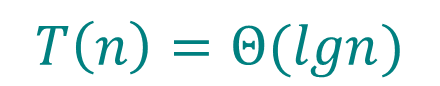 T(n) = Θ(lgn)